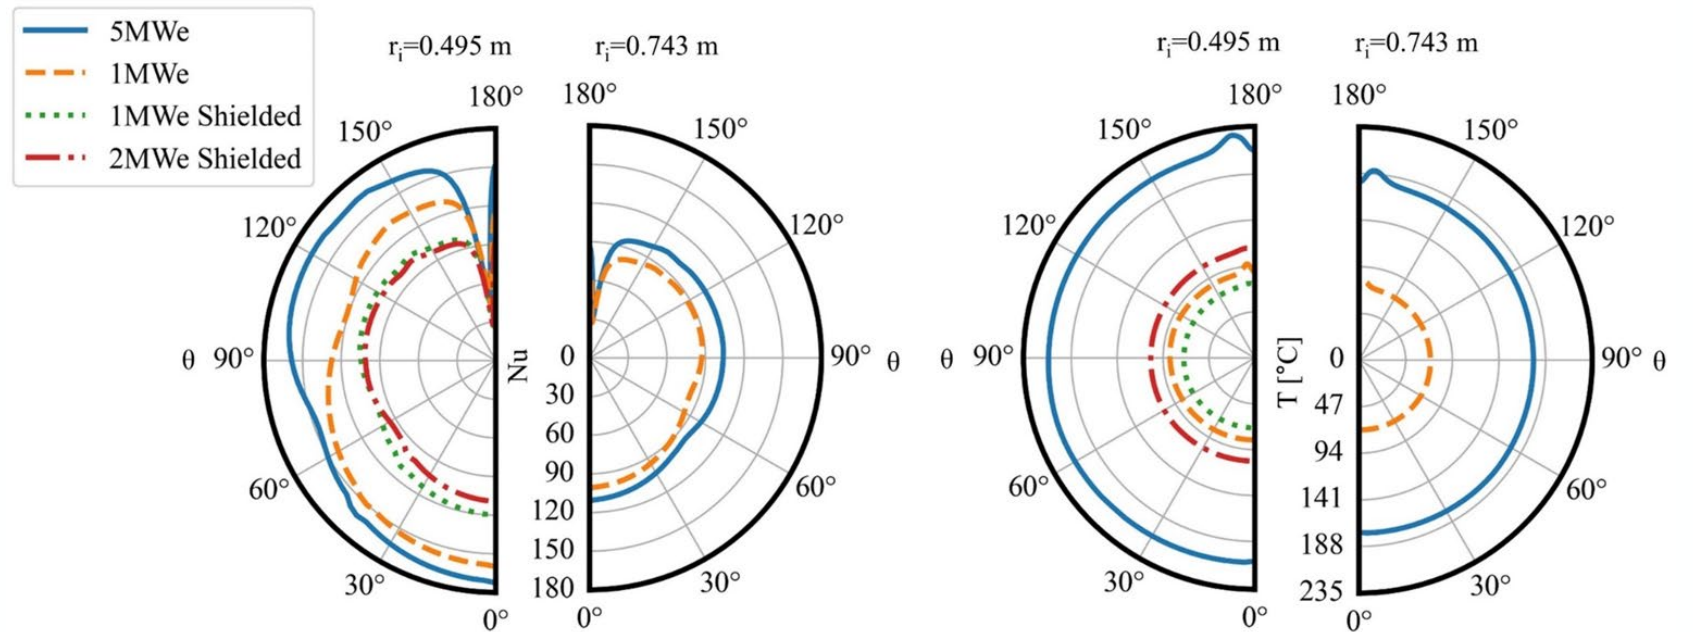 5MWe
1MWe
1MWe Shielded
2MWe Shielded
rᵢ=0.495 m
rᵢ=0.743 m
180°
180°
150°
150°
120°
120°
θ 90°
90° θ
60°
60°
30°
30°
0°
0°
Nu
0
30
60
90
120
150
180
rᵢ=0.495 m
rᵢ=0.743 m
180°
180°
150°
150°
120°
120°
θ 90°
90° θ
60°
60°
30°
30°
0°
0°
T [°C]
0
47
94
141
188
235